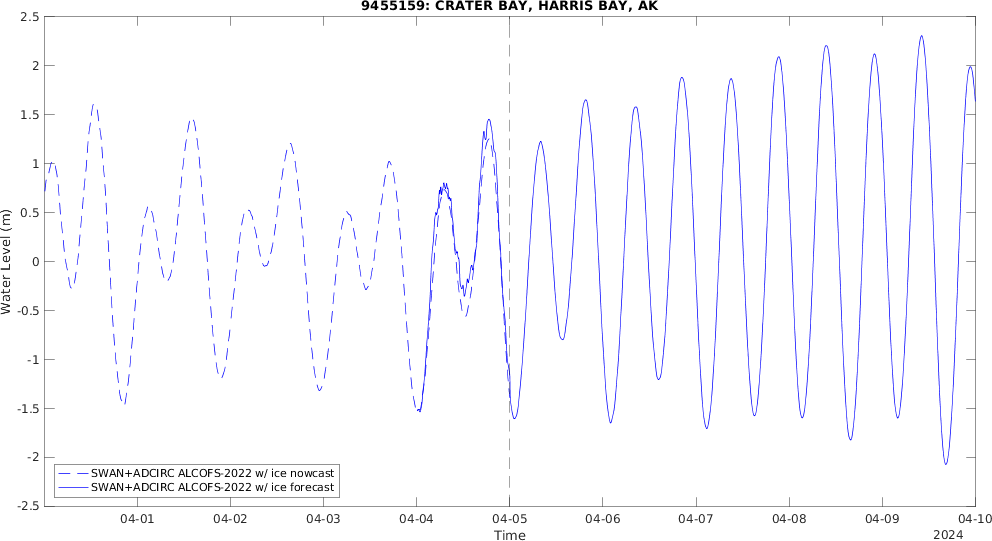 9455159: CRATER BAY, HARRIS BAY, AK
2.5
2
1.5
1
0.5
0
-0.5
-1
-1.5
-2
-2.5
Water Level (m)
SWAN+ADCIRC ALCOFS-2022 w/ ice nowcast
SWAN+ADCIRC ALCOFS-2022 w/ ice forecast
04-01 04-02 04-03 04-04 04-05 04-06 04-07 04-08 04-09 04-10
Time
2024